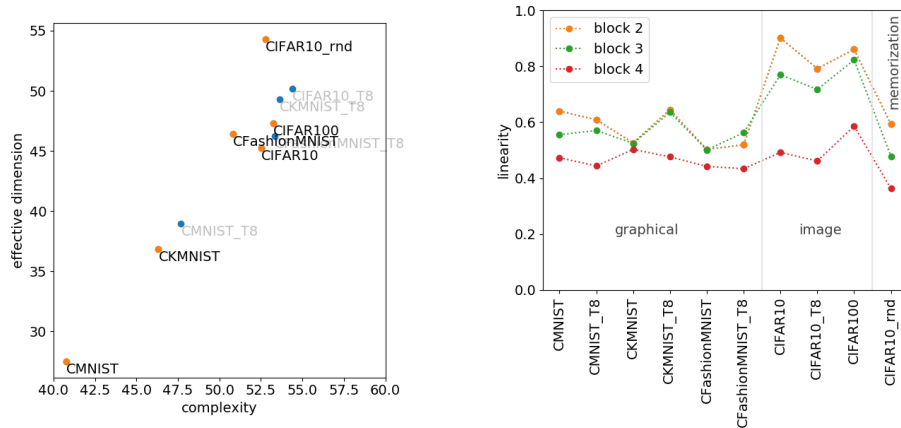 55
50
45
40
35
30
effective dimension
CIFAR10_rnd
CIFAR10_T8
CKMNIST_T8
CIFAR100
CFashionMNIST
CIFAR10
CMNIST_T8
CKMNIST
CMNIST
40.0 42.5 45.0 47.5 50.0 52.5 55.0 57.5 60.0
complexity
1.0
0.8
0.6
0.4
0.2
0.0
linearity
block 2
block 3
block 4
graphical
image
memorization
CMNIST
CMNIST_T8
CKMNIST
CKMNIST_T8
CFashionMNIST
CFashionMNIST_T8
CIFAR10
CIFAR10_T8
CIFAR100
CIFAR10_rnd